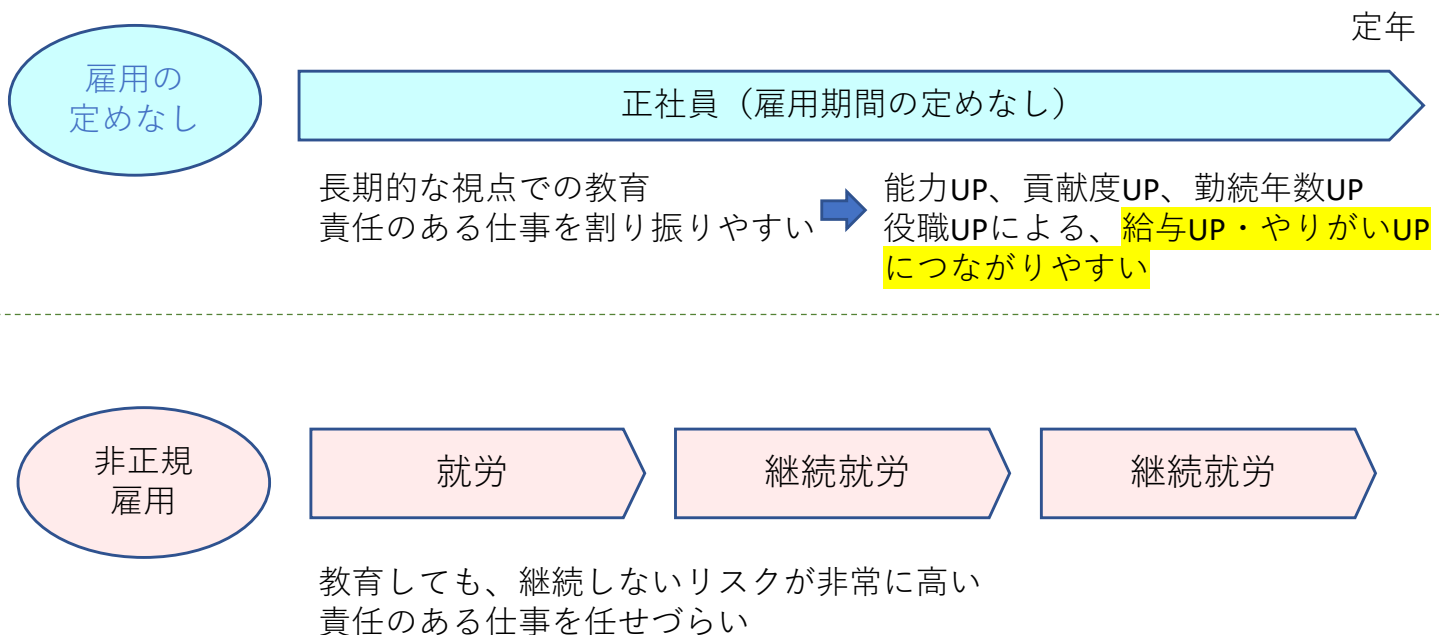 定年
雇用の
定めなし
正社員（雇用期間の定めなし）
長期的な視点での教育
責任のある仕事を割り振りやすい
能力UP、貢献度UP、勤続年数UP
役職UPによる、給与UP・やりがいUP
につながりやすい
非正規
雇用
就労
継続就労
継続就労
教育しても、継続しないリスクが非常に高い
責任のある仕事を任せづらい